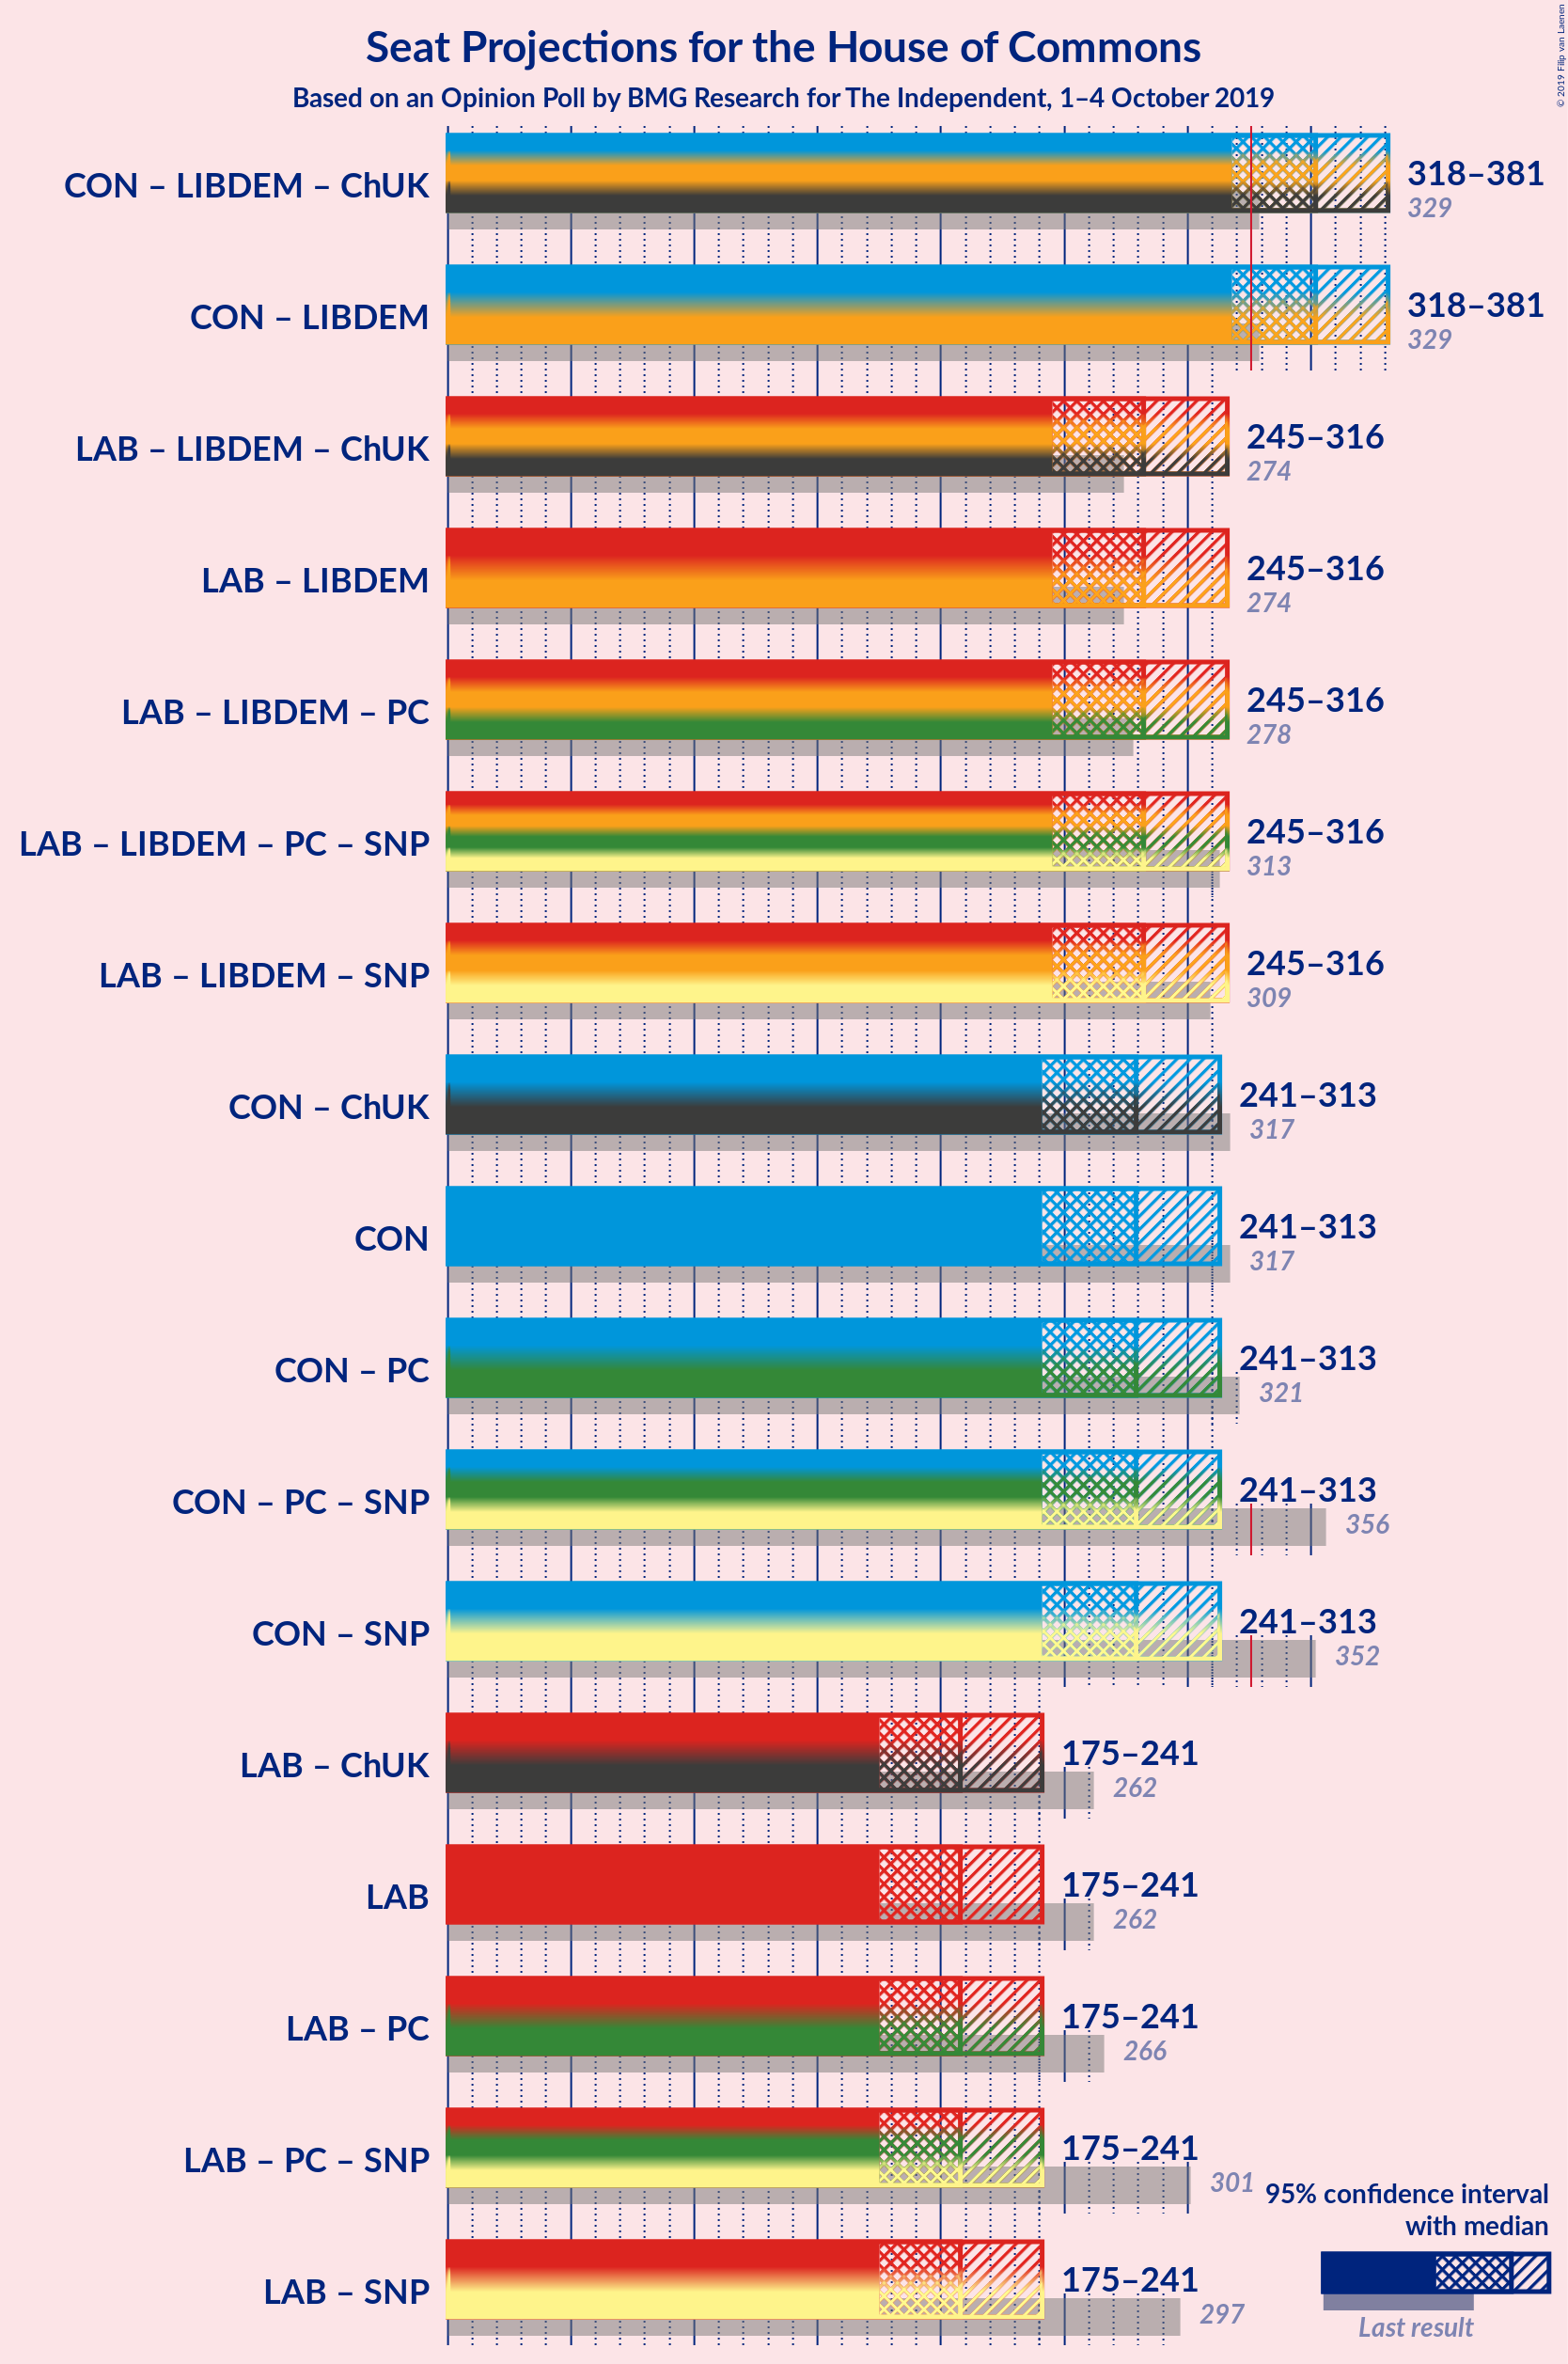 © 2019 Filip van Laenen
Seat Projections for the House of Commons
Based on an Opinion Poll by BMG Research for The Independent, 1–4 October 2019
CON – LIBDEM – ChUK
318–381
329
CON – LIBDEM
318–381
329
LAB – LIBDEM – ChUK
245–316
274
LAB – LIBDEM
245–316
274
LAB – LIBDEM – PC
245–316
278
LAB – LIBDEM – PC – SNP
245–316
313
LAB – LIBDEM – SNP
245–316
309
CON – ChUK
241–313
317
CON
241–313
317
CON – PC
241–313
321
CON – PC – SNP
241–313
356
CON – SNP
241–313
352
LAB – ChUK
175–241
262
LAB
175–241
262
LAB – PC
175–241
266
LAB – PC – SNP
175–241
301
LAB – SNP
175–241
297
95% confidence interval
with median
Last result